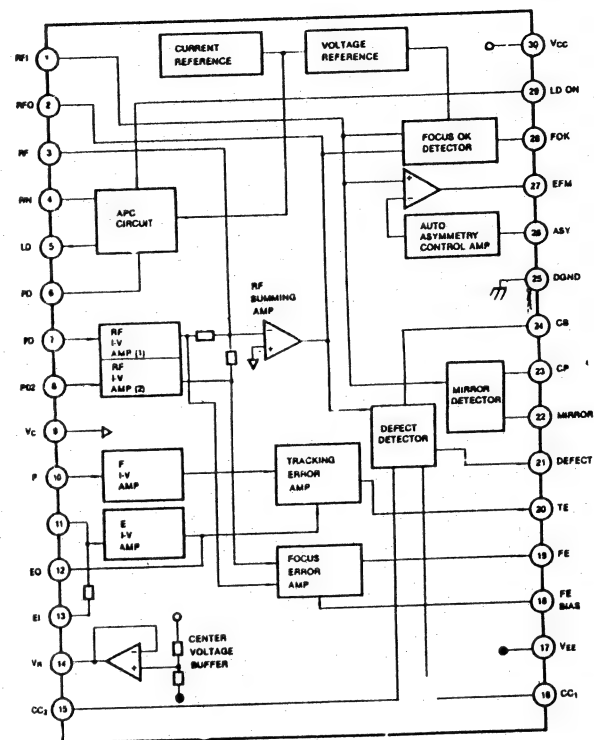 RFI 1
RFO 2
RF 3
4
LD 5
PD 6
PD 7
PD2 8
Vc 9
F 10
11
EO 12
EI 13
VR 14
CC2 15
CURRENT
REFERENCE
VOLTAGE
REFERENCE
APC
CIRCUIT
FOCUS OK
DETECTOR
+
−
AUTO
ASYMMETRY
CONTROL AMP
RF
SUMMING
AMP
−
+
RF
I-V
AMP (1)
RF
I-V
AMP (2)
MIRROR
DETECTOR
DEFECT
DETECTOR
F
I-V
AMP
TRACKING
ERROR
AMP
E
I-V
AMP
FOCUS
ERROR
AMP
−
+
CENTER
VOLTAGE
BUFFER
30 Vcc
29 LD ON
28 FOK
27 EFM
26 ASY
25 DGND
24 CB
23 CP
22 MIRROR
21 DEFECT
20 TE
19 FE
18 FE
BIAS
17 VEE
16 CC1